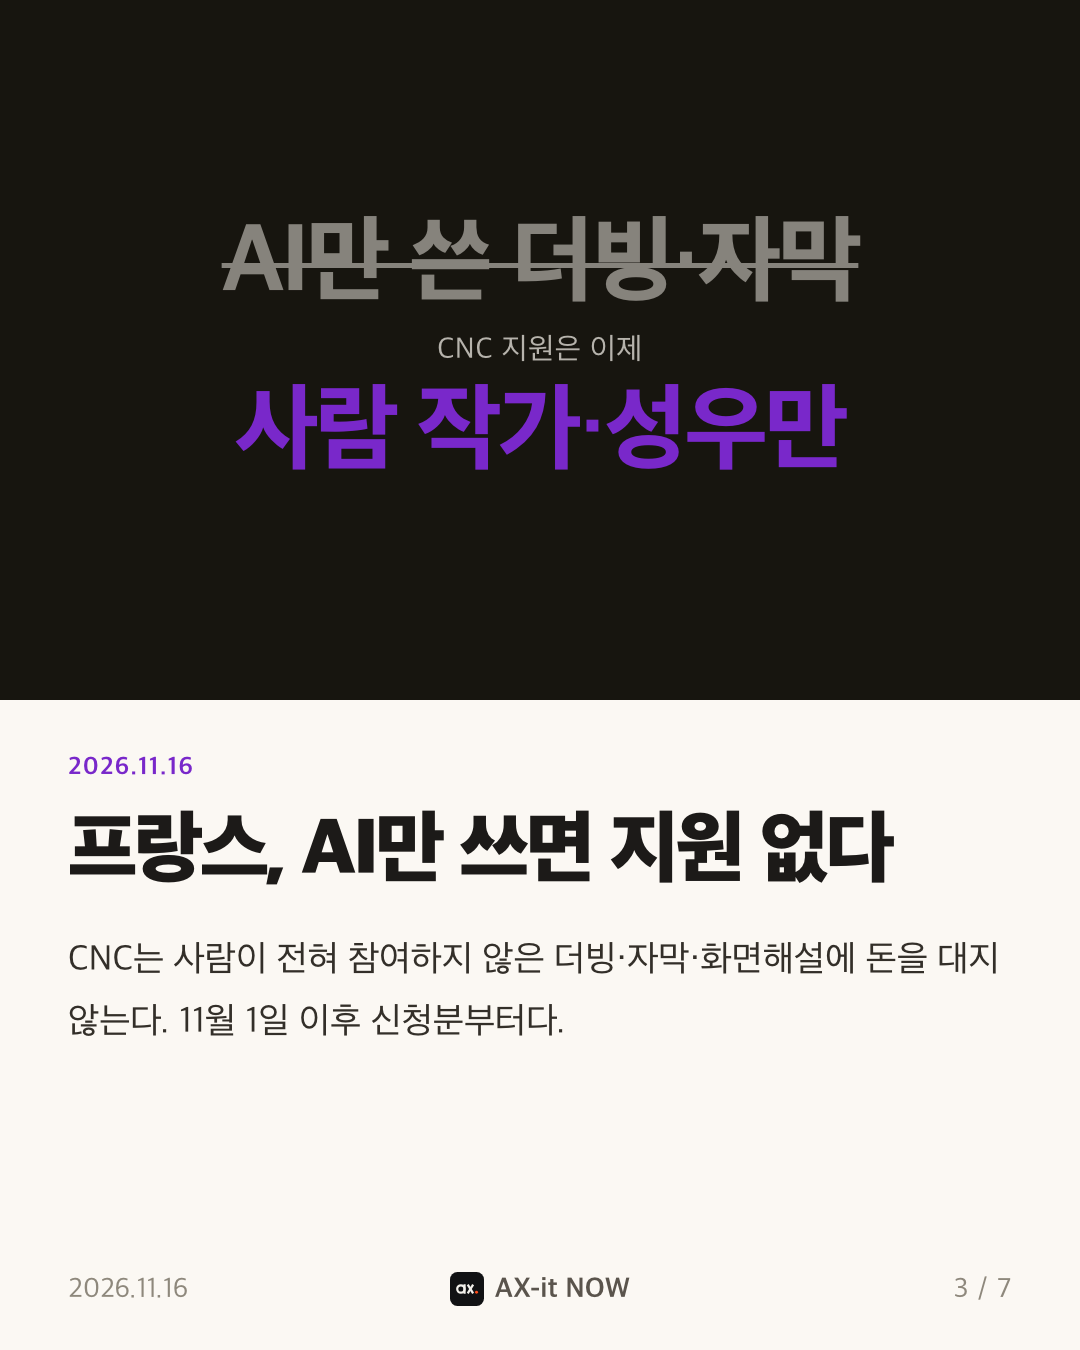 AI만 쓴 더빙·자막
CNC 지원은 이제
사람 작가·성우만
2026.11.16
프랑스, AI만 쓰면 지원 없다
CNC는 사람이 전혀 참여하지 않은 더빙·자막·화면해설에 돈을 대지
않는다. 11월 1일 이후 신청분부터다.
2026.11.16
ax. AX-it NOW
3 / 7